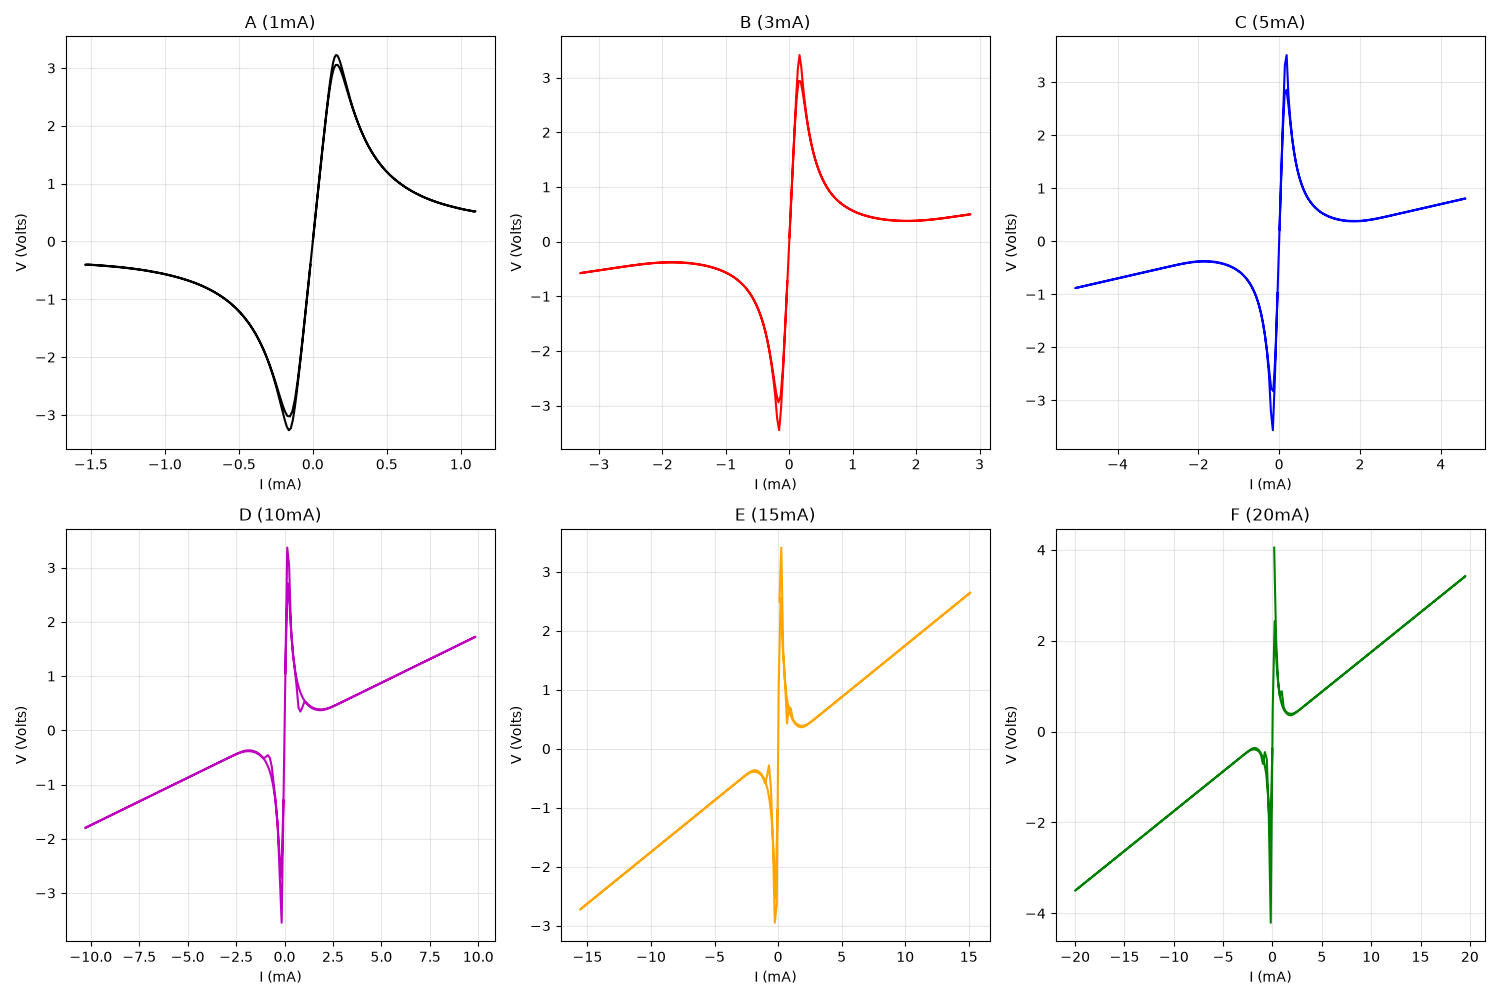 A (1mA)
V (Volts)
3
2
1
0
−1
−2
−3
−1.5 −1.0 −0.5 0.0 0.5 1.0
I (mA)
B (3mA)
V (Volts)
3
2
1
0
−1
−2
−3
−3 −2 −1 0 1 2 3
I (mA)
C (5mA)
V (Volts)
3
2
1
0
−1
−2
−3
−4 −2 0 2 4
I (mA)
D (10mA)
V (Volts)
3
2
1
0
−1
−2
−3
−10.0 −7.5 −5.0 −2.5 0.0 2.5 5.0 7.5 10.0
I (mA)
E (15mA)
V (Volts)
3
2
1
0
−1
−2
−3
−15 −10 −5 0 5 10 15
I (mA)
F (20mA)
V (Volts)
4
2
0
−2
−4
−20 −15 −10 −5 0 5 10 15 20
I (mA)